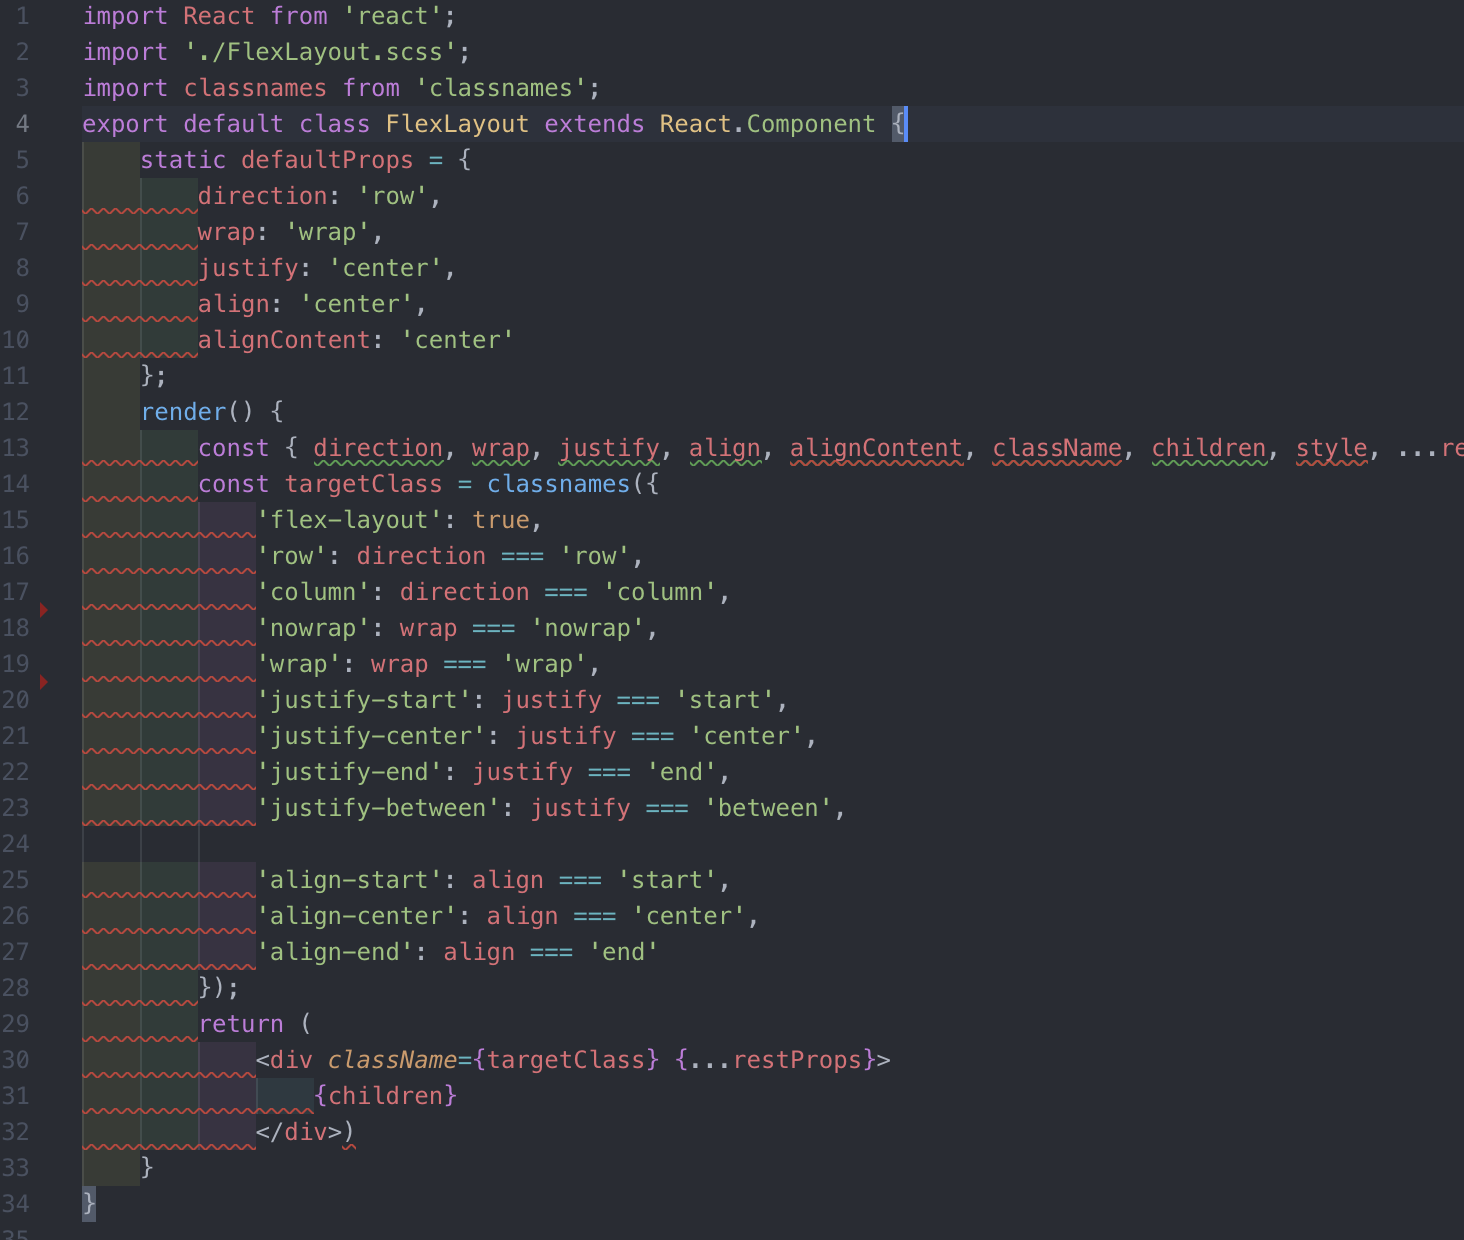 1 import React from 'react';
2 import './FlexLayout.scss';
3 import classnames from 'classnames';
4 export default class FlexLayout extends React.Component {
5 static defaultProps = {
6 direction: 'row',
7 wrap: 'wrap',
8 justify: 'center',
9 align: 'center',
10 alignContent: 'center'
11 };
12 render() {
13 const { direction, wrap, justify, align, alignContent, className, children, style, ...re
14 const targetClass = classnames({
15 'flex-layout': true,
16 'row': direction === 'row',
17 'column': direction === 'column',
18 'nowrap': wrap === 'nowrap',
19 'wrap': wrap === 'wrap',
20 'justify-start': justify === 'start',
21 'justify-center': justify === 'center',
22 'justify-end': justify === 'end',
23 'justify-between': justify === 'between',
24
25 'align-start': align === 'start',
26 'align-center': align === 'center',
27 'align-end': align === 'end'
28 });
29 return (
30 <div className={targetClass} {...restProps}>
31 {children}
32 </div>)
33 }
34 }
35